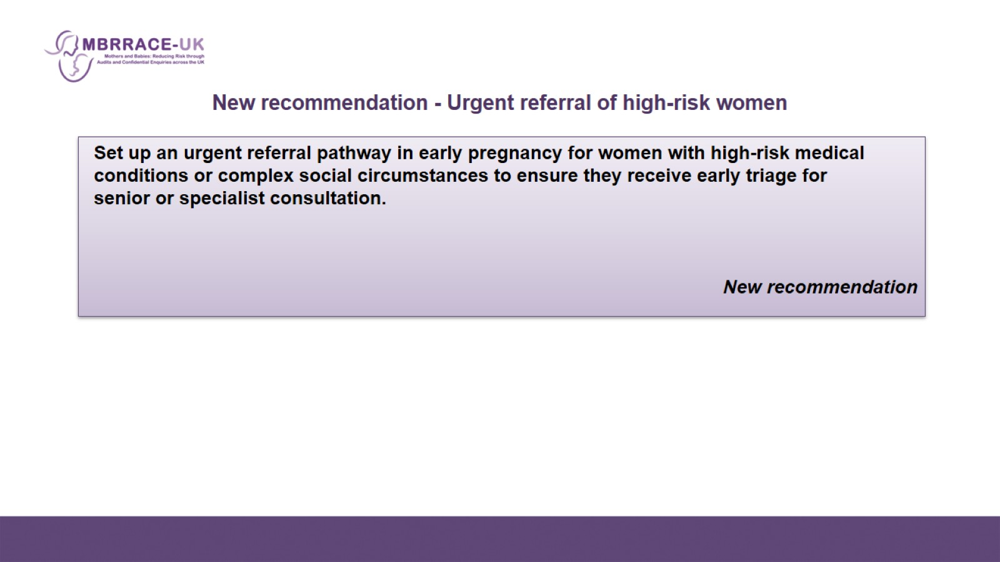 MBRRACE-UK
Mothers and Babies: Reducing Risk through
Audits and Confidential Enquiries across the UK
New recommendation - Urgent referral of high-risk women
Set up an urgent referral pathway in early pregnancy for women with high-risk medical
conditions or complex social circumstances to ensure they receive early triage for
senior or specialist consultation.
New recommendation